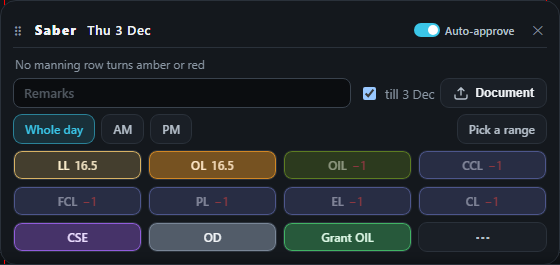 Saber Thu 3 Dec Auto-approve
No manning row turns amber or red
Remarks till 3 Dec Document
Whole day AM PM Pick a range
LL 16.5 OL 16.5 OIL −1 CCL −1
FCL −1 PL −1 EL −1 CL −1
CSE OD Grant OIL ---